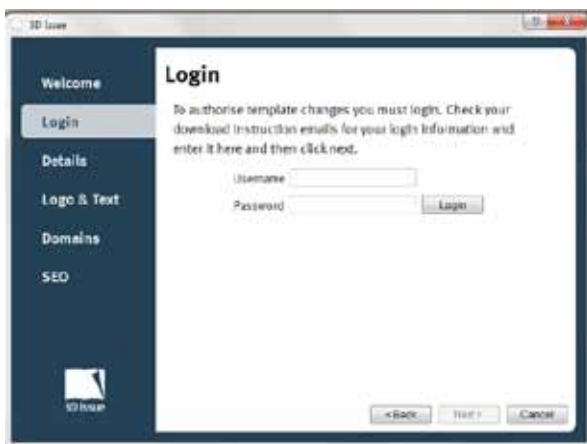 3D Issue
Welcome
Login
Details
Logo & Text
Domains
SEO
3D Issue
Login
To authorise template changes you must login. Check your
download instruction emails for your login information and
enter it here and then click next.
Username
Password
Login
< Back
Next >
Cancel